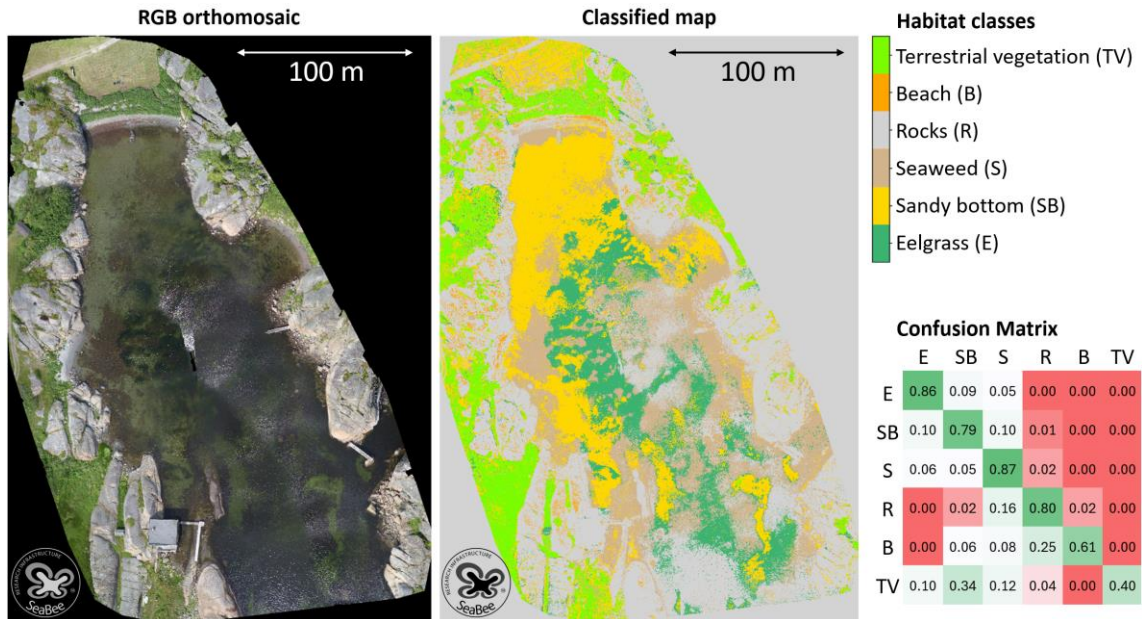 RGB orthomosaic
100 m
RESEARCH INFRASTRUCTURE
SeaBee
Classified map
100 m
RESEARCH INFRASTRUCTURE
SeaBee
Habitat classes
Terrestrial vegetation (TV)
Beach (B)
Rocks (R)
Seaweed (S)
Sandy bottom (SB)
Eelgrass (E)
Confusion Matrix
E SB S R B TV
E 0.86 0.09 0.05 0.00 0.00 0.00
SB 0.10 0.79 0.10 0.01 0.00 0.00
S 0.06 0.05 0.87 0.02 0.00 0.00
R 0.00 0.02 0.16 0.80 0.02 0.00
B 0.00 0.06 0.08 0.25 0.61 0.00
TV 0.10 0.34 0.12 0.04 0.00 0.40